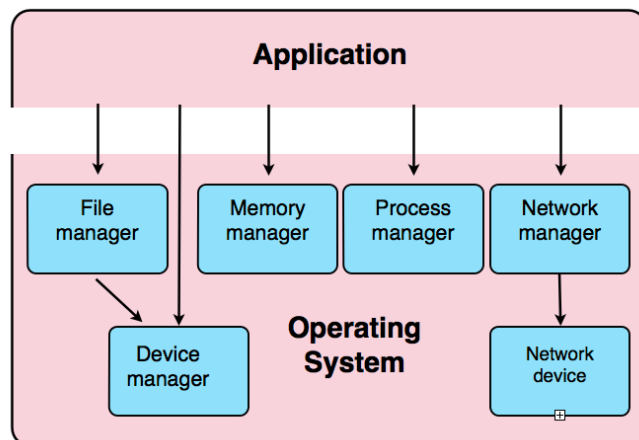 Application
File
manager
Memory
manager
Process
manager
Network
manager
Device
manager
Operating
System
Network
device